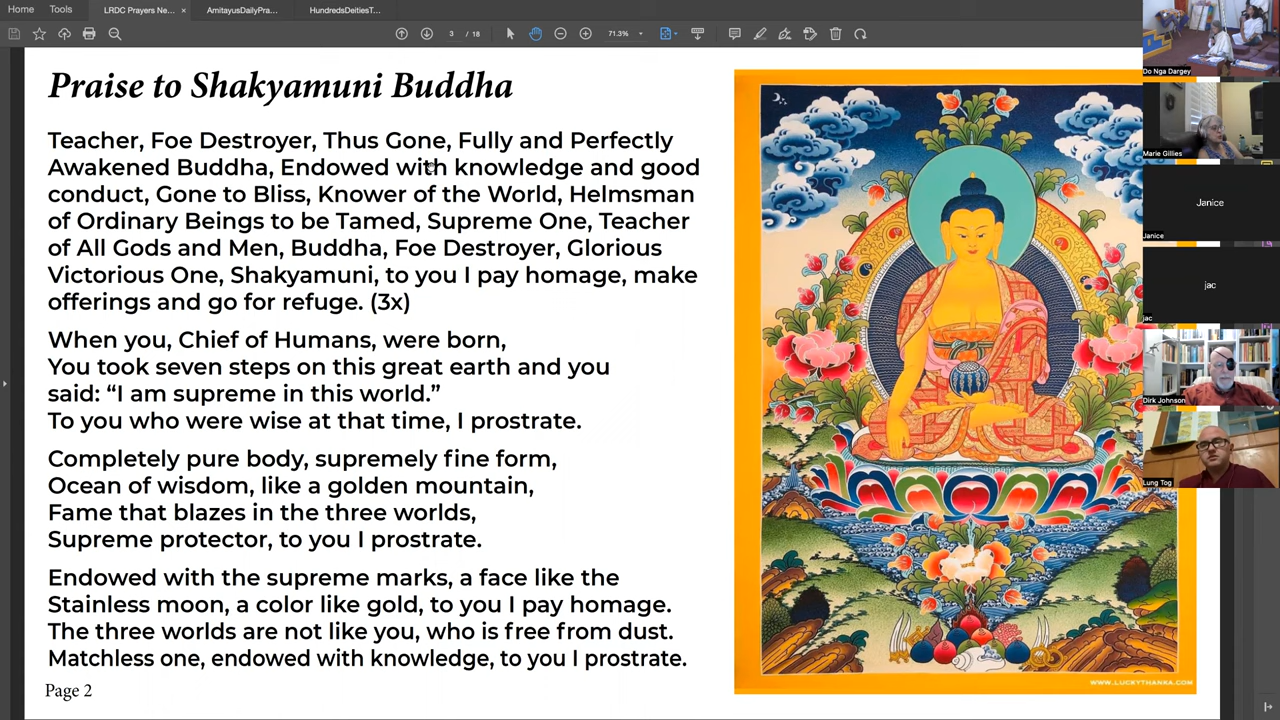 Home
Tools
LRDC Prayers Ne...
×
AmitayusDailyPra...
HundredsDeitiesT...
3 / 18
71.3%
Praise to Shakyamuni Buddha
Teacher, Foe Destroyer, Thus Gone, Fully and Perfectly
Awakened Buddha, Endowed with knowledge and good
conduct, Gone to Bliss, Knower of the World, Helmsman
of Ordinary Beings to be Tamed, Supreme One, Teacher
of All Gods and Men, Buddha, Foe Destroyer, Glorious
Victorious One, Shakyamuni, to you I pay homage, make
offerings and go for refuge. (3x)
When you, Chief of Humans, were born,
You took seven steps on this great earth and you
said: “I am supreme in this world.”
To you who were wise at that time, I prostrate.
Completely pure body, supremely fine form,
Ocean of wisdom, like a golden mountain,
Fame that blazes in the three worlds,
Supreme protector, to you I prostrate.
Endowed with the supreme marks, a face like the
Stainless moon, a color like gold, to you I pay homage.
The three worlds are not like you, who is free from dust.
Matchless one, endowed with knowledge, to you I prostrate.
Page 2
WWW.LUCKYTHANKA.COM
Do Nga Dargey
Marie Gillies
Janice
Janice
jac
jac
Dirk Johnson
Lung Tog